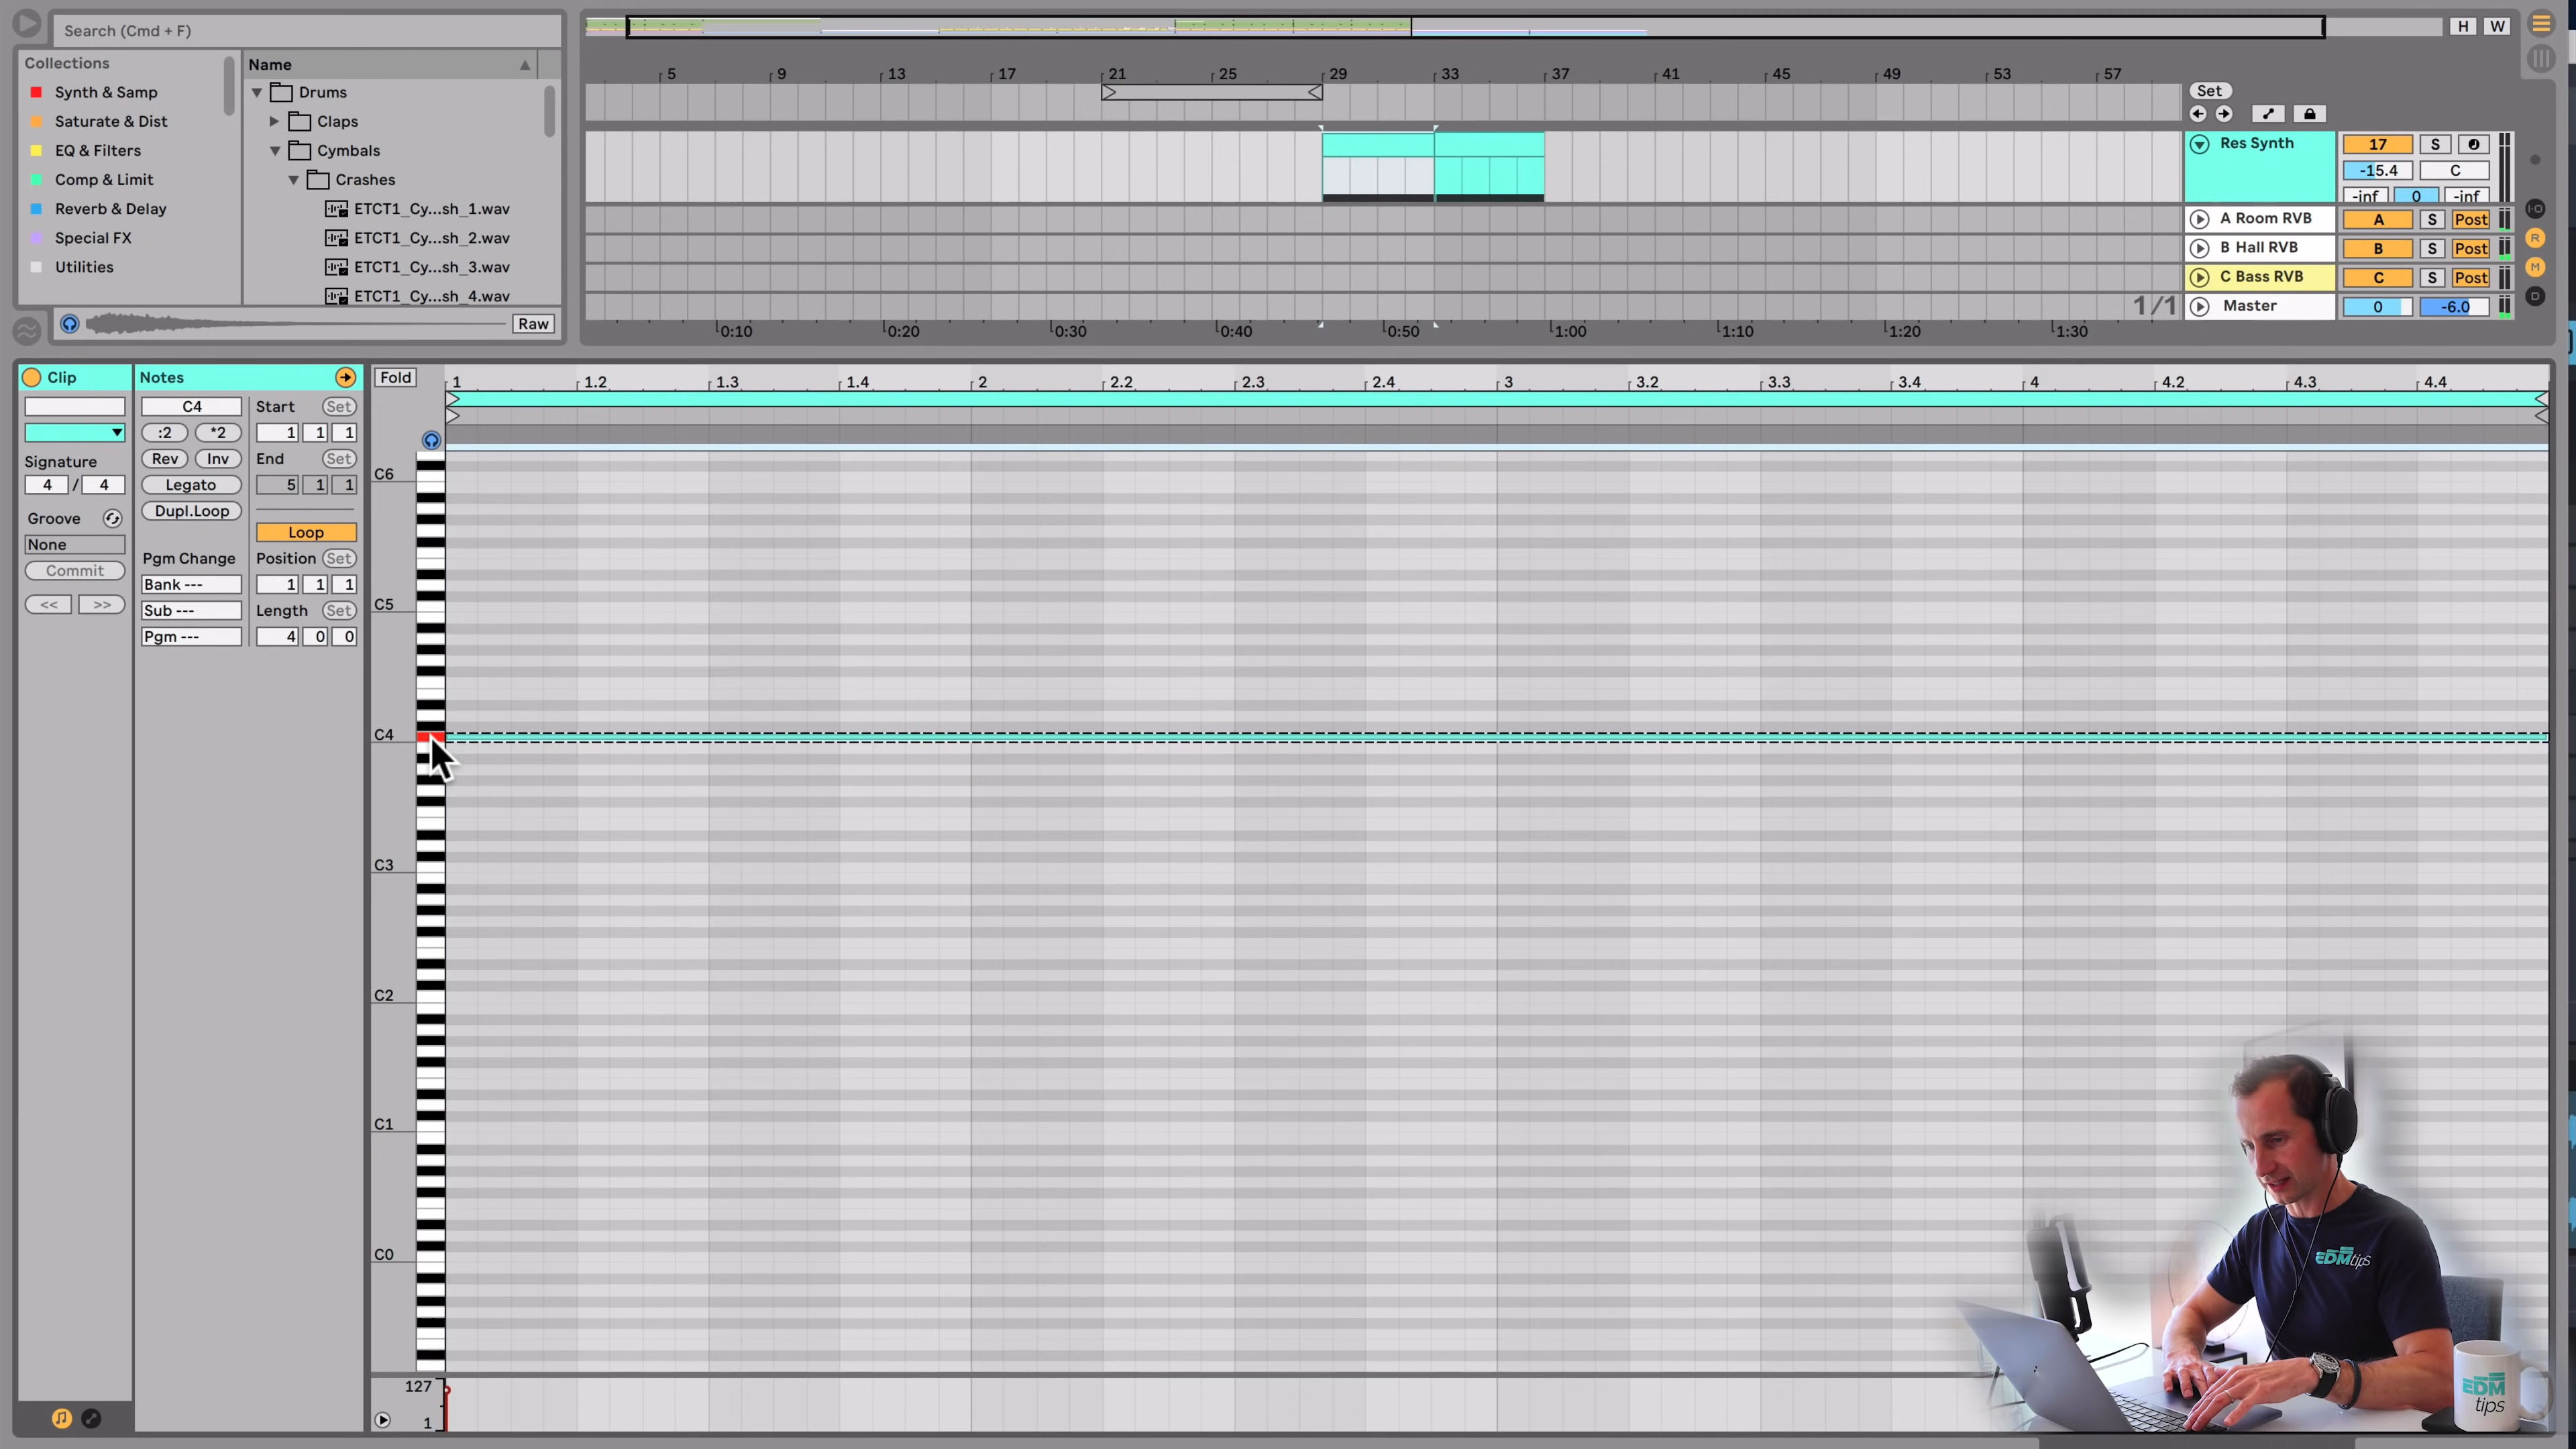 Search (Cmd + F)
H W
Collections
Synth & Samp
Saturate & Dist
EQ & Filters
Comp & Limit
Reverb & Delay
Special FX
Utilities
Name
Drums
Claps
Cymbals
Crashes
ETCT1_Cy...sh_1.wav
ETCT1_Cy...sh_2.wav
ETCT1_Cy...sh_3.wav
ETCT1_Cy...sh_4.wav
Raw
5 9 13 17 21 25 29 33 37 41 45 49 53 57
Set
Res Synth 17 S
-15.4 C
-inf 0 -inf
A Room RVB A S Post
B Hall RVB B S Post
C Bass RVB C S Post
1/1 Master 0 -6.0
R
M
0:10 0:20 0:30 0:40 0:50 1:00 1:10 1:20 1:30
Clip
Signature
4 / 4
Groove
None
Commit
<< >>
Notes
C4
:2 *2
Rev Inv
Legato
Dupl.Loop
Pgm Change
Bank ---
Sub ---
Pgm ---
Start Set
1 1 1
End Set
5 1 1
Loop
Position Set
1 1 1
Length Set
4 0 0
Fold
1 1.2 1.3 1.4 2 2.2 2.3 2.4 3 3.2 3.3 3.4 4 4.2 4.3 4.4
C6
C5
C4
C3
C2
C1
C0
127
1
EDM tips
EDM
tips